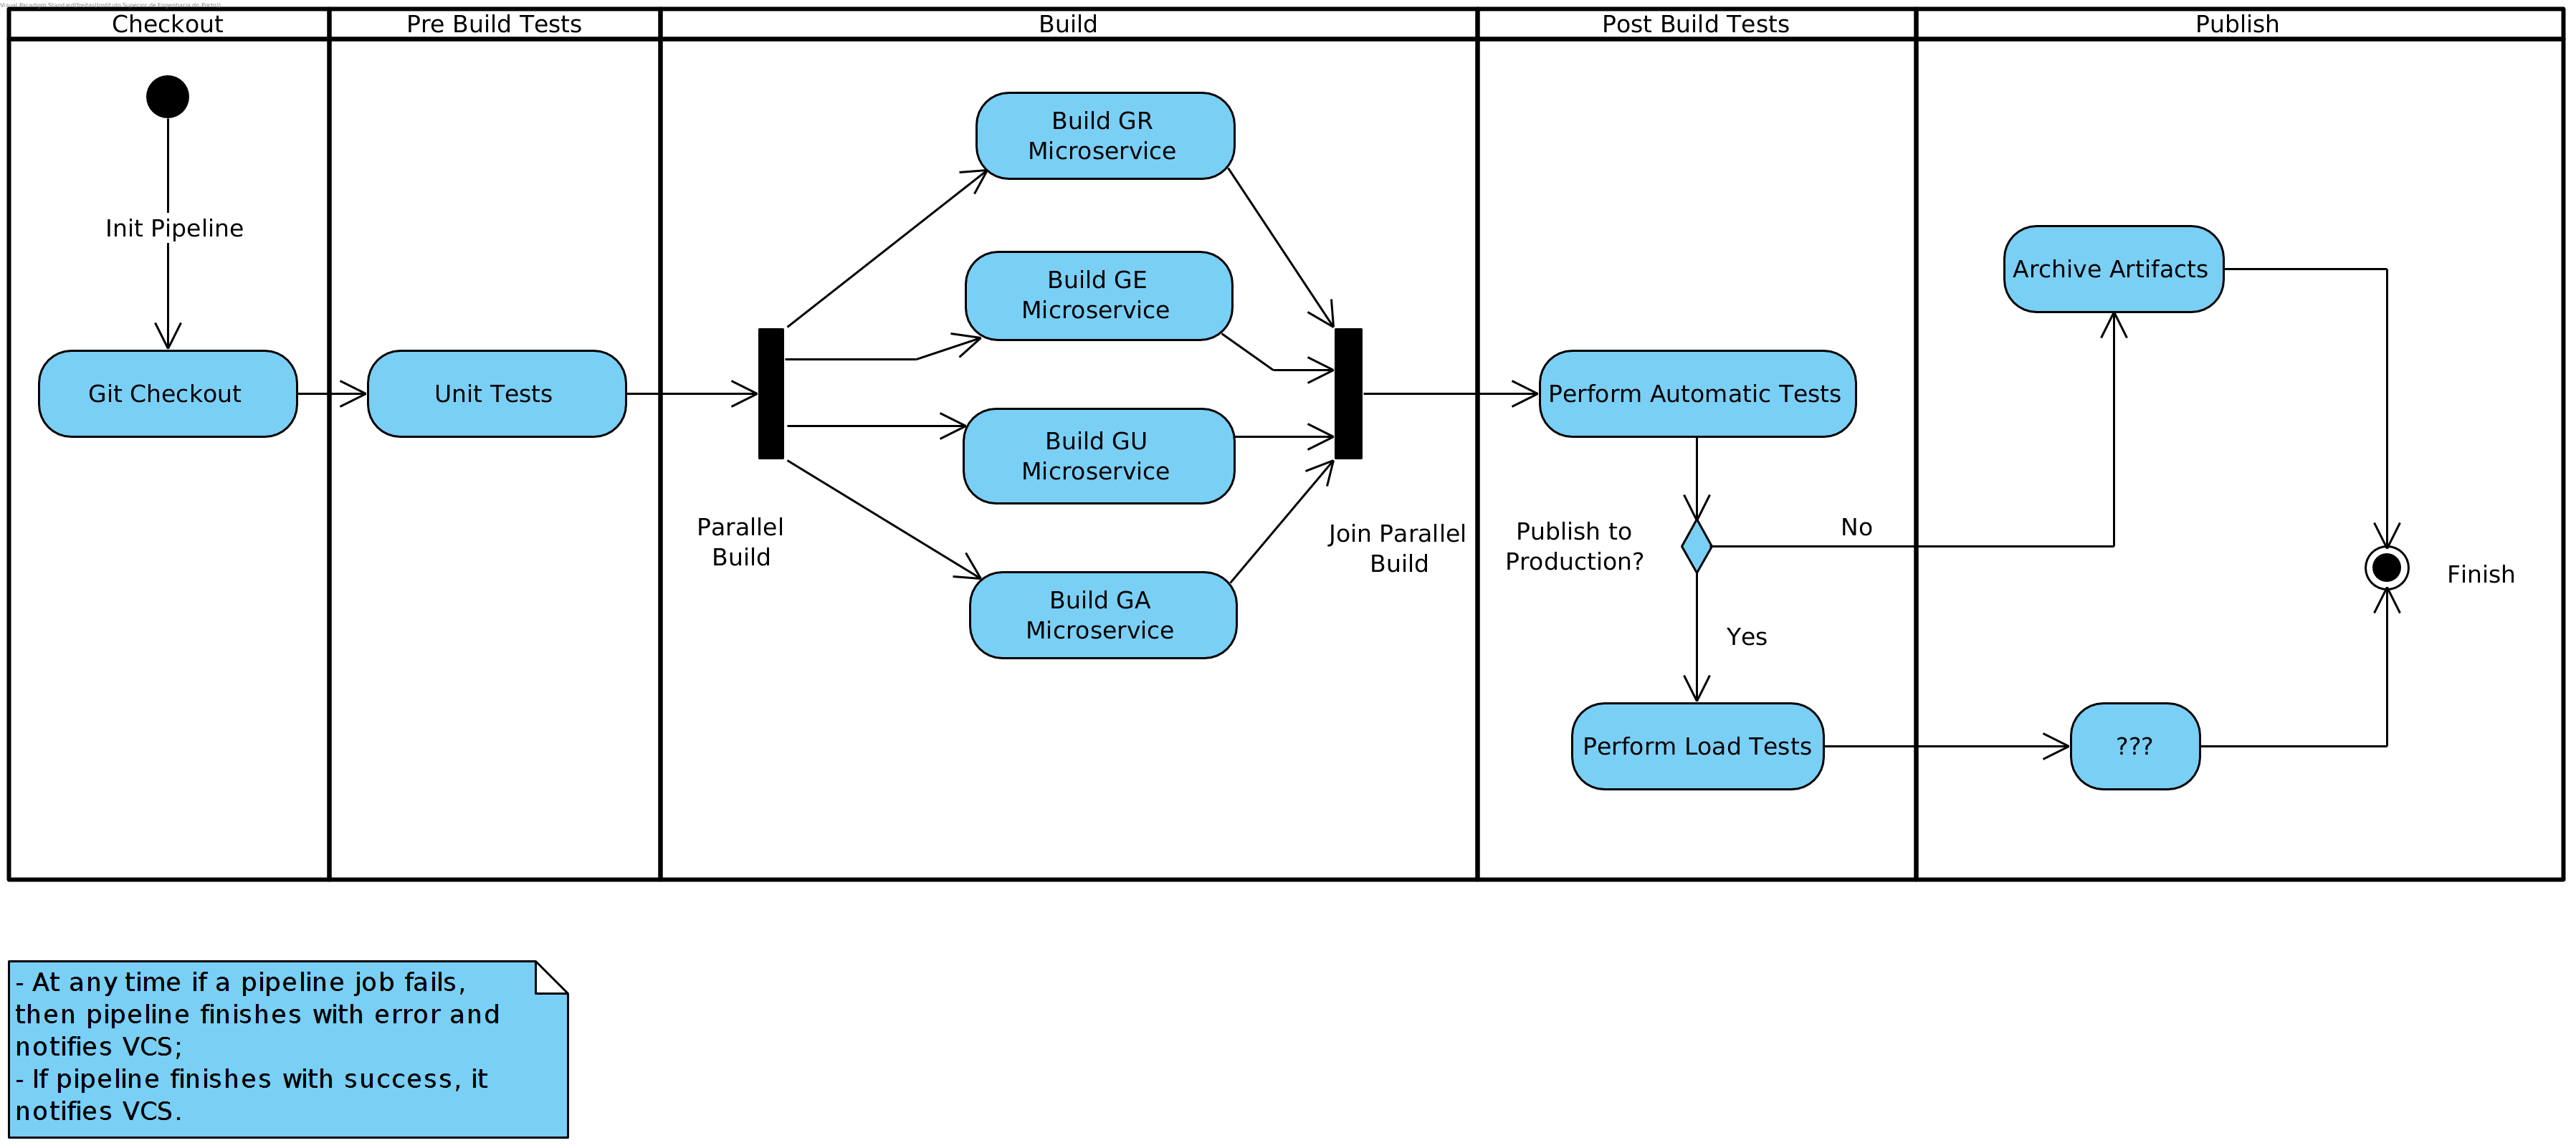 Visual Paradigm Standard(freitas(Instituto Superior de Engenharia do Porto))
Checkout
Pre Build Tests
Build
Post Build Tests
Publish
Init Pipeline
Git Checkout
Unit Tests
Parallel
Build
Build GR
Microservice
Build GE
Microservice
Build GU
Microservice
Build GA
Microservice
Join Parallel
Build
Perform Automatic Tests
Publish to
Production?
No
Yes
Perform Load Tests
Archive Artifacts
???
Finish
- At any time if a pipeline job fails,
then pipeline finishes with error and
notifies VCS;
- If pipeline finishes with success, it
notifies VCS.